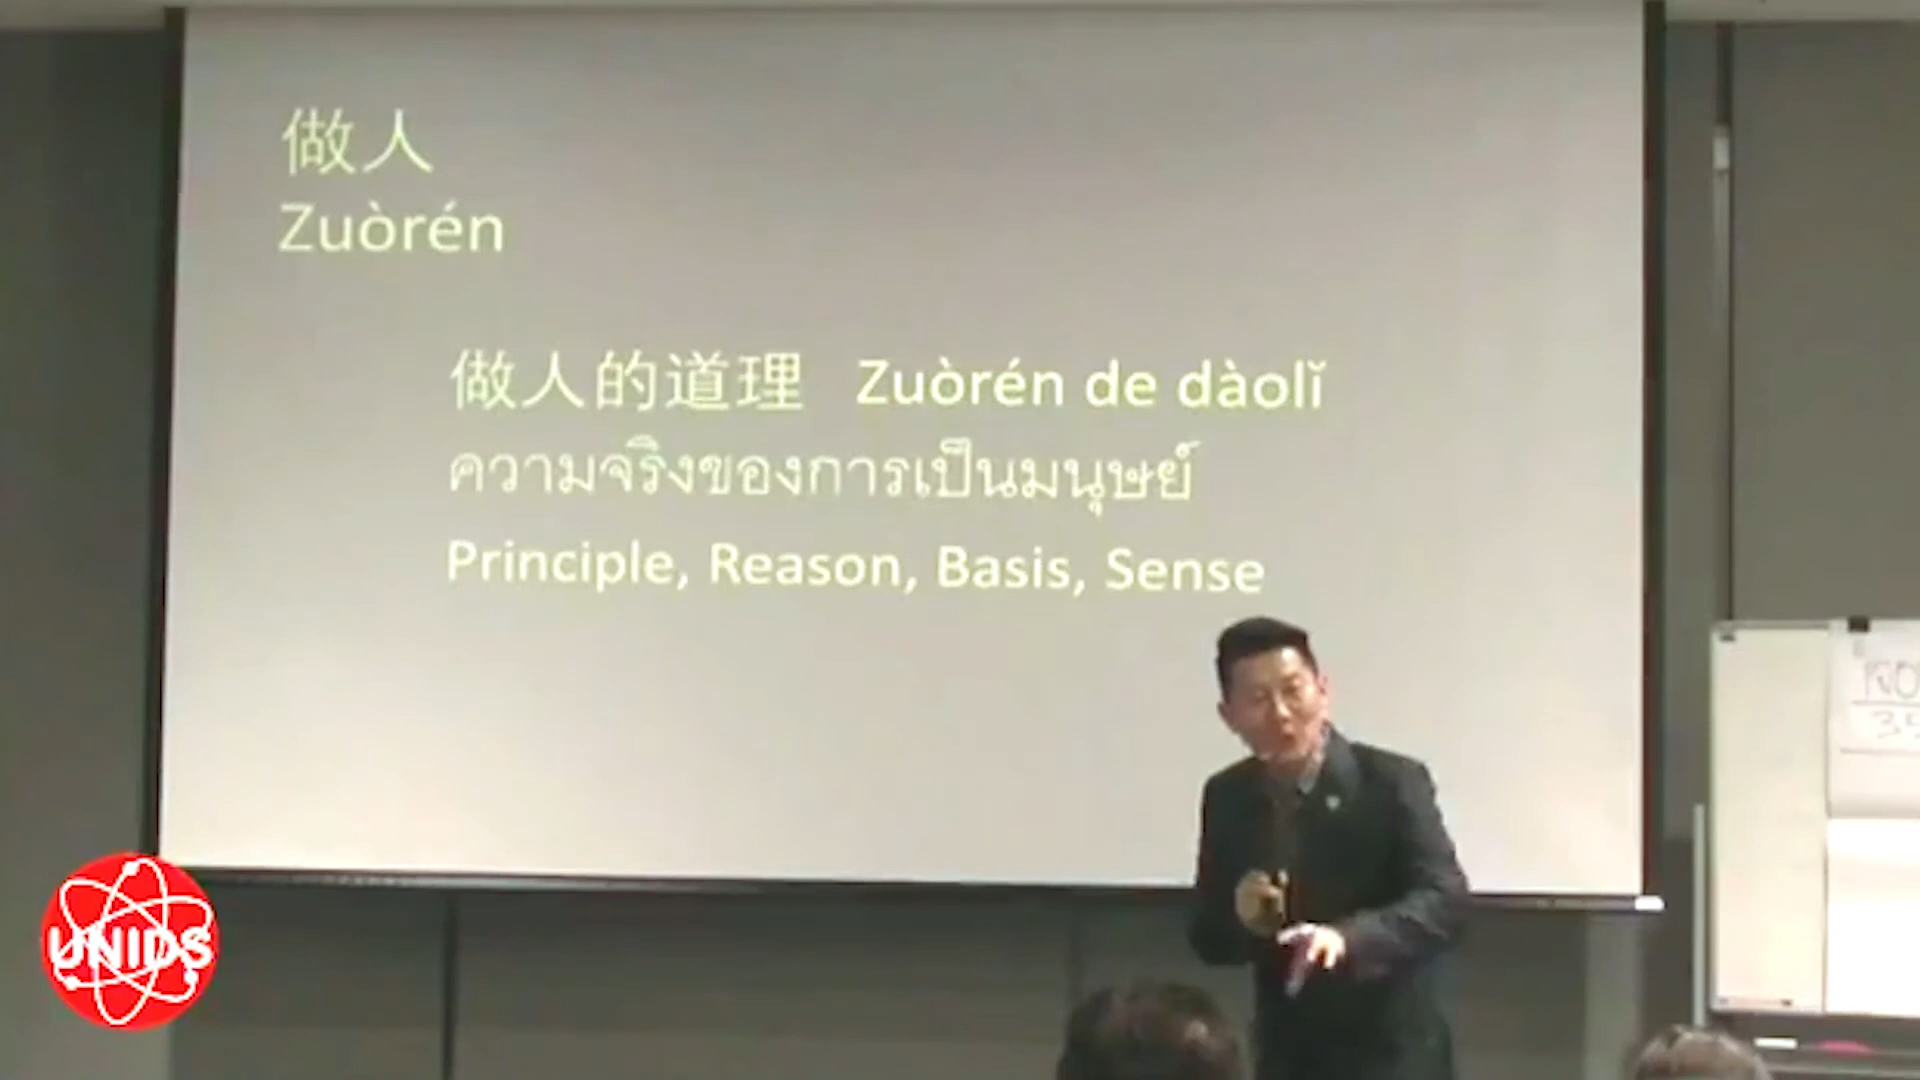 做人
Zuòrén
做人的道理 Zuòrén de dàolǐ
ความจริงของการเป็นมนุษย์
Principle, Reason, Basis, Sense
UNIDS